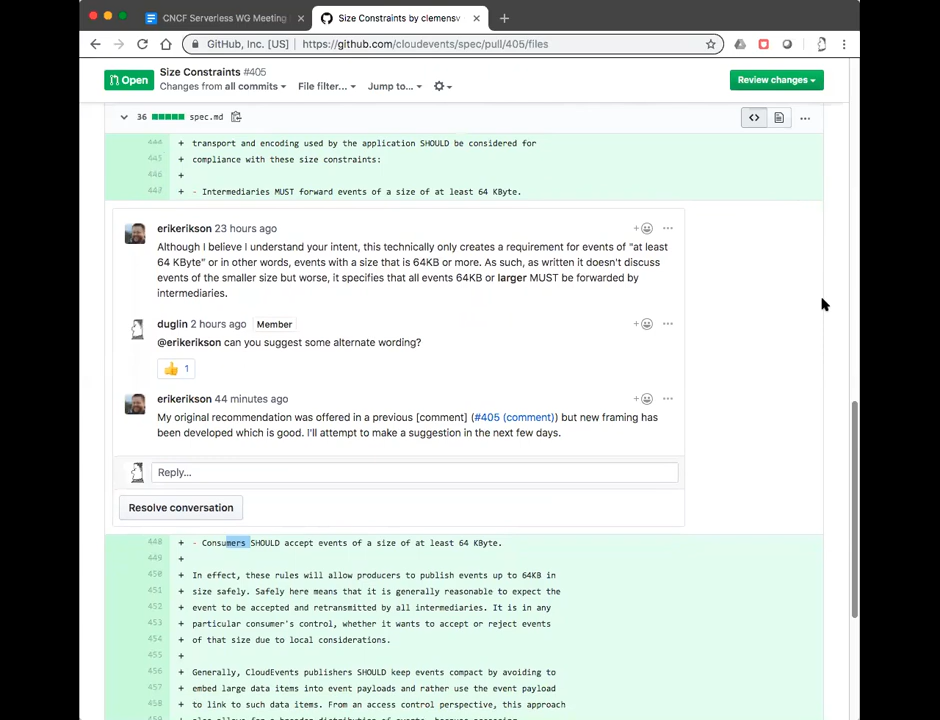 CNCF Serverless WG Meeting
Size Constraints by clemensv
GitHub, Inc. [US] https://github.com/cloudevents/spec/pull/405/files
Open
Size Constraints #405
Changes from all commits File filter... Jump to...
Review changes
36 spec.md
444 + transport and encoding used by the application SHOULD be considered for
445 + compliance with these size constraints:
446 +
447 + - Intermediaries MUST forward events of a size of at least 64 KByte.
erikerikson 23 hours ago
Although I believe I understand your intent, this technically only creates a requirement for events of "at least
64 KByte" or in other words, events with a size that is 64KB or more. As such, as written it doesn't discuss
events of the smaller size but worse, it specifies that all events 64KB or larger MUST be forwarded by
intermediaries.
duglin 2 hours ago Member
@erikerikson can you suggest some alternate wording?
👍 1
erikerikson 44 minutes ago
My original recommendation was offered in a previous [comment] (#405 (comment)) but new framing has
been developed which is good. I'll attempt to make a suggestion in the next few days.
Reply...
Resolve conversation
448 + - Consumers SHOULD accept events of a size of at least 64 KByte.
449 +
450 + In effect, these rules will allow producers to publish events up to 64KB in
451 + size safely. Safely here means that it is generally reasonable to expect the
452 + event to be accepted and retransmitted by all intermediaries. It is in any
453 + particular consumer's control, whether it wants to accept or reject events
454 + of that size due to local considerations.
455 +
456 + Generally, CloudEvents publishers SHOULD keep events compact by avoiding to
457 + embed large data items into event payloads and rather use the event payload
458 + to link to such data items. From an access control perspective, this approach